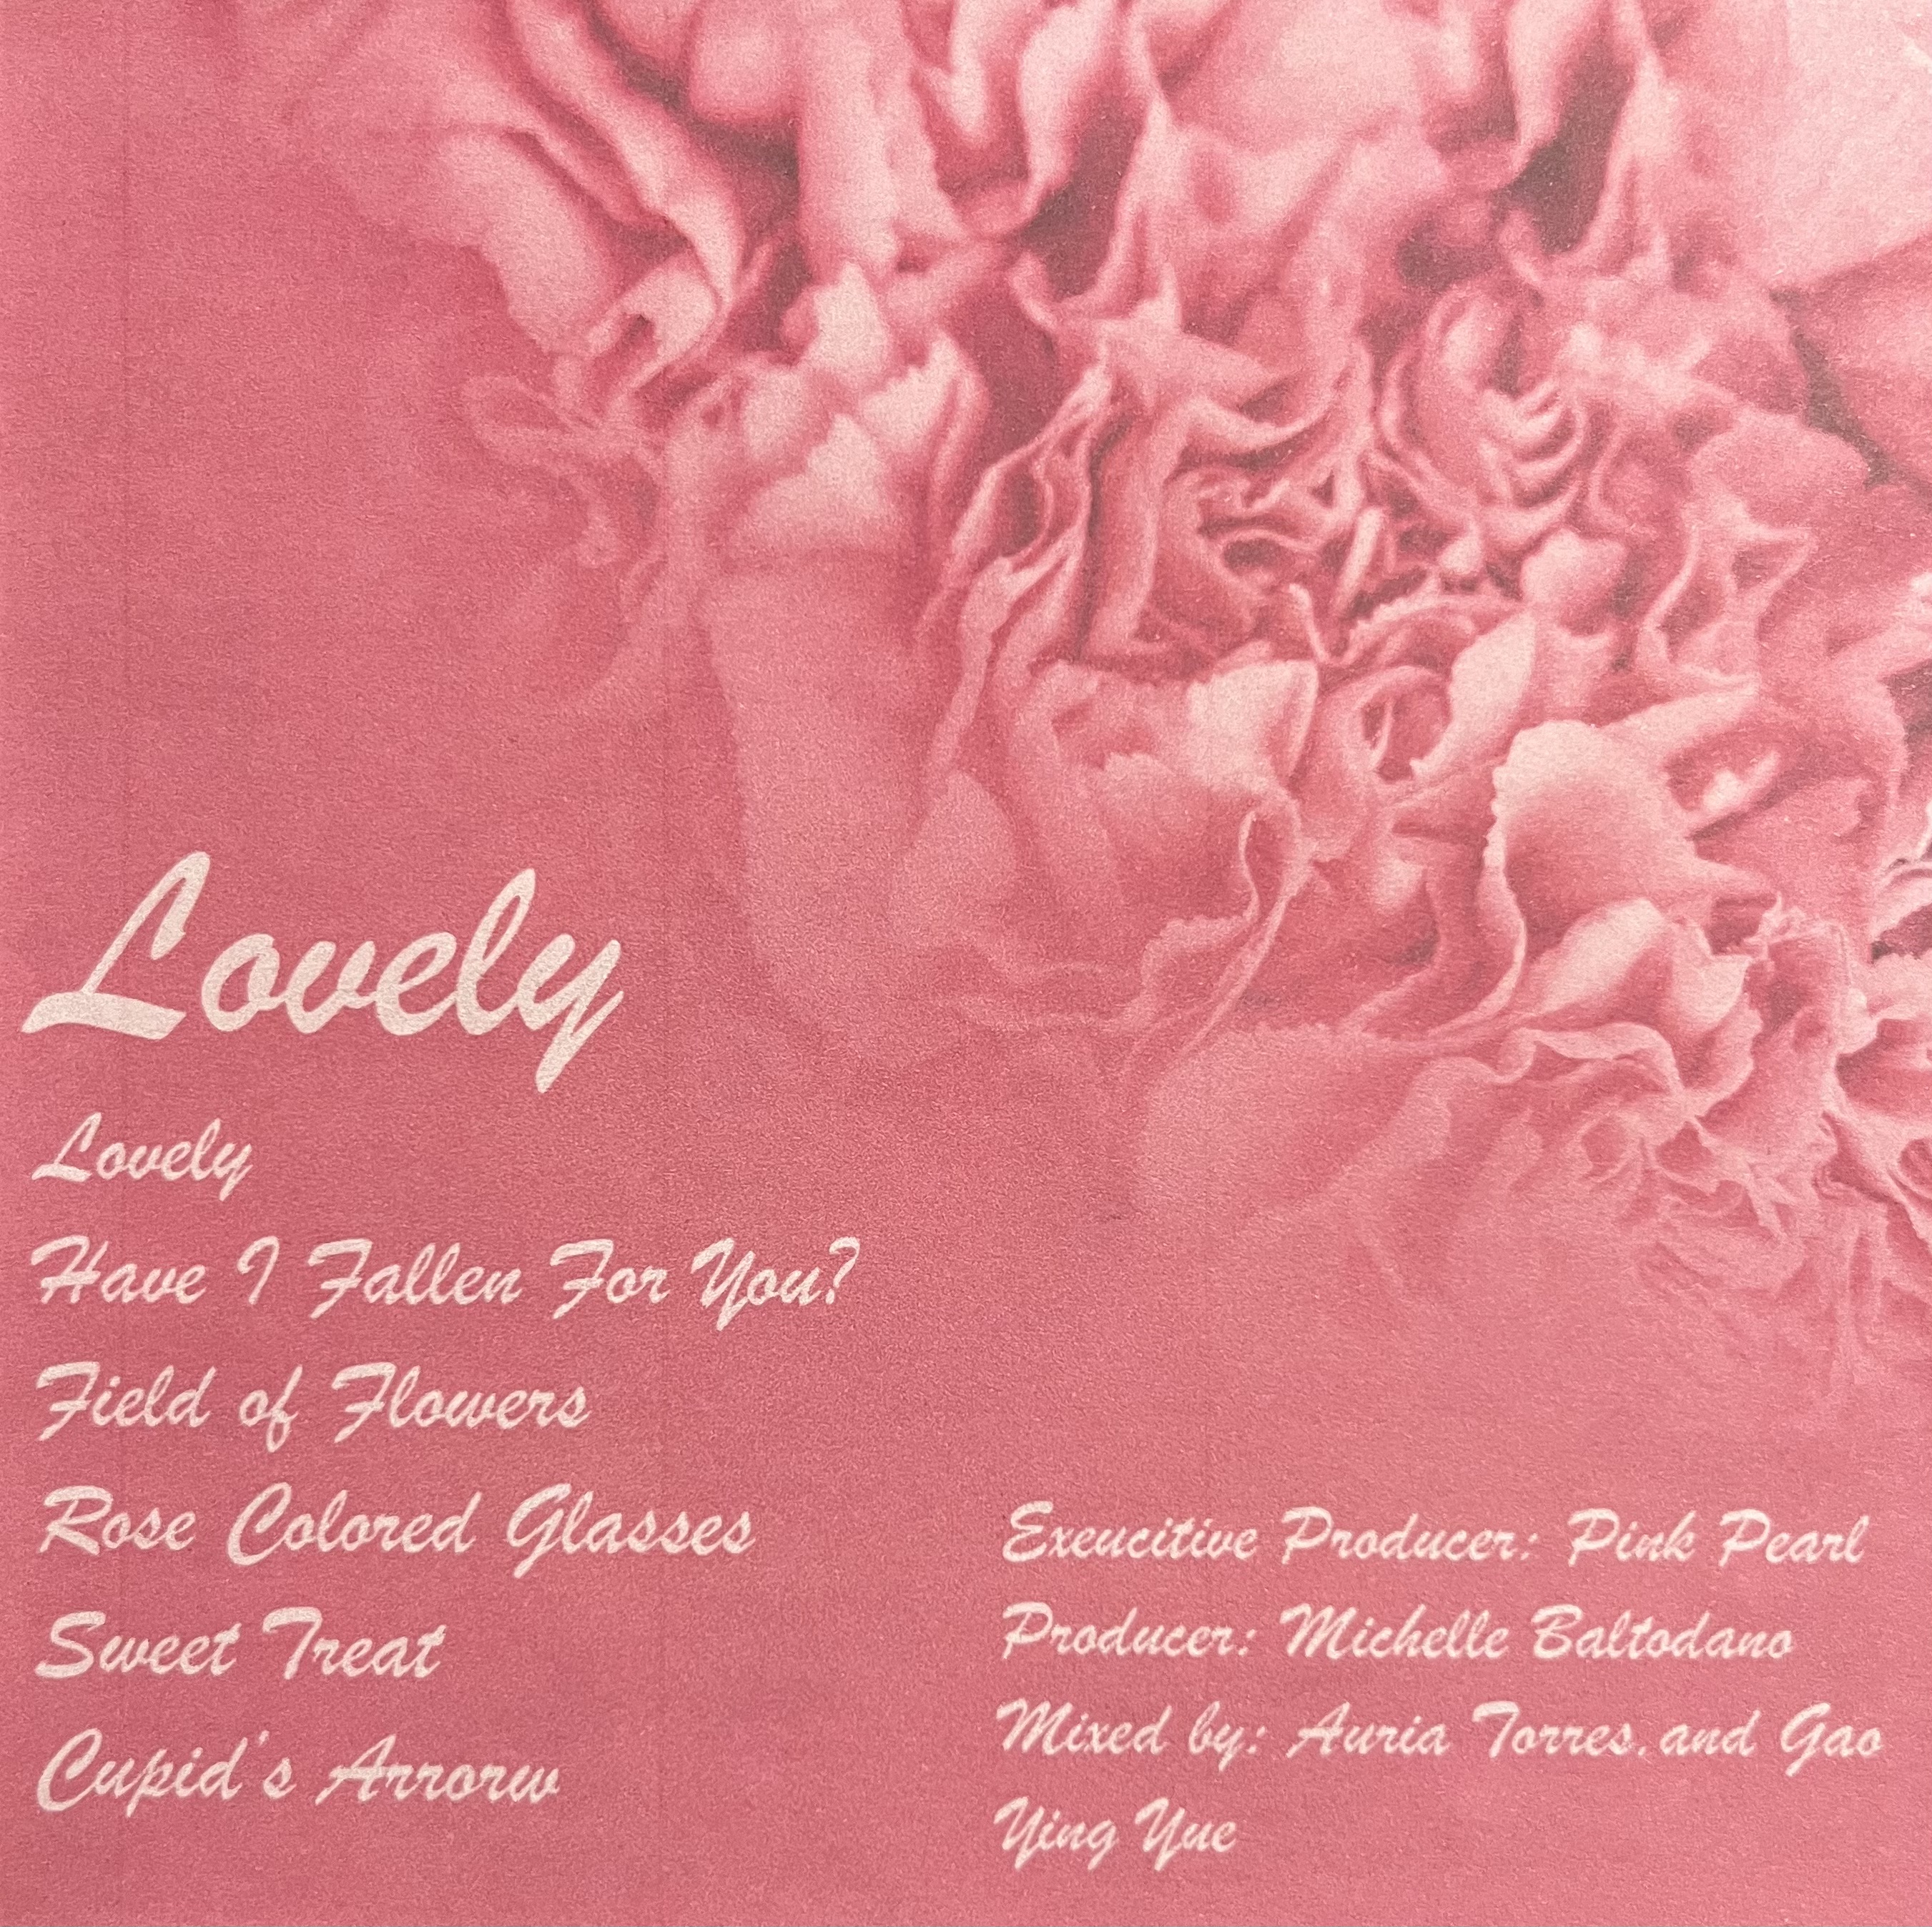 Lovely
Lovely
Have I Fallen For You?
Field of Flowers
Rose Colored Glasses
Sweet Treat
Cupid's Arrorw
Exeucitive Producer: Pink Pearl
Producer: Michelle Baltodano
Mixed by: Auria Torres. and Gao
Ying Yue